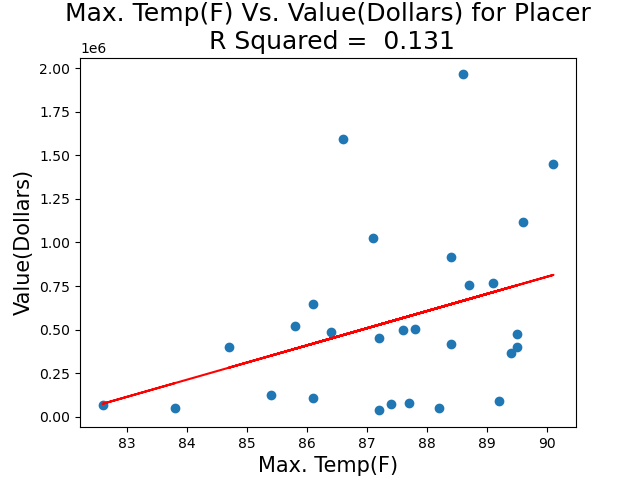 Max. Temp(F) Vs. Value(Dollars) for Placer
R Squared =  0.131
1e6
2.00
1.75
1.50
1.25
1.00
0.75
0.50
0.25
0.00
Value(Dollars)
83 84 85 86 87 88 89 90
Max. Temp(F)